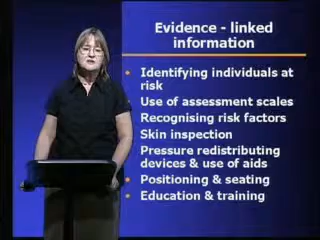 Evidence - linked
information
Identifying individuals at
risk
Use of assessment scales
Recognising risk factors
Skin inspection
Pressure redistributing
devices & use of aids
Positioning & seating
Education & training